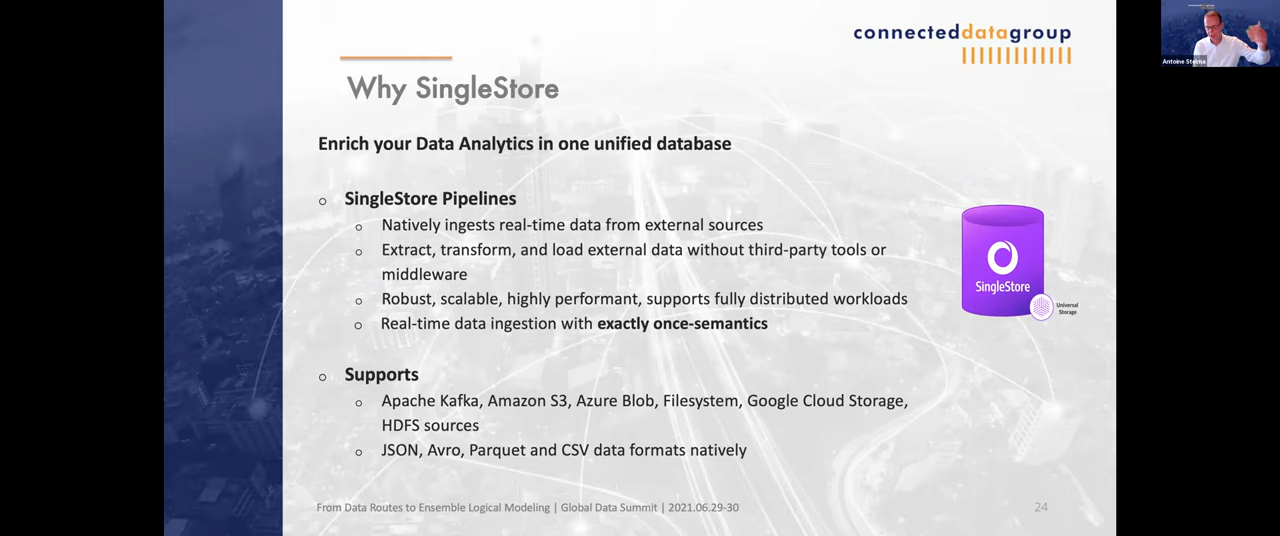 connecteddatagroup
Why SingleStore
Enrich your Data Analytics in one unified database
SingleStore Pipelines
Natively ingests real-time data from external sources
Extract, transform, and load external data without third-party tools or
middleware
Robust, scalable, highly performant, supports fully distributed workloads
Real-time data ingestion with exactly once-semantics
Supports
Apache Kafka, Amazon S3, Azure Blob, Filesystem, Google Cloud Storage,
HDFS sources
JSON, Avro, Parquet and CSV data formats natively
SingleStore
Universal
Storage
From Data Routes to Ensemble Logical Modeling | Global Data Summit | 2021.06.29-30
24
Antoine Stelma